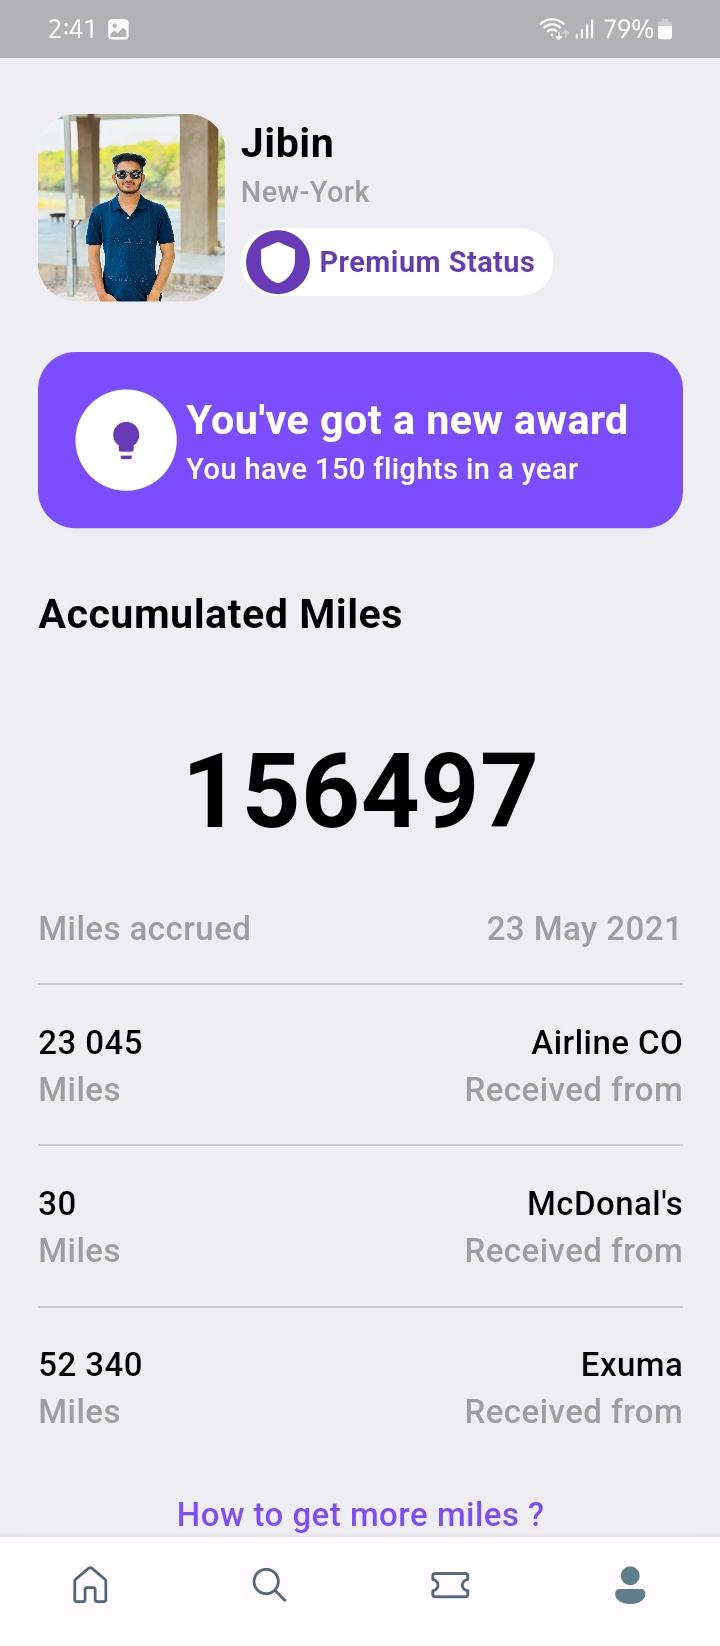 2:41 79%
Jibin
New-York
Premium Status
You've got a new award
You have 150 flights in a year
Accumulated Miles
156497
Miles accrued 23 May 2021
23 045 Airline CO
Miles Received from
30 McDonal's
Miles Received from
52 340 Exuma
Miles Received from
How to get more miles ?